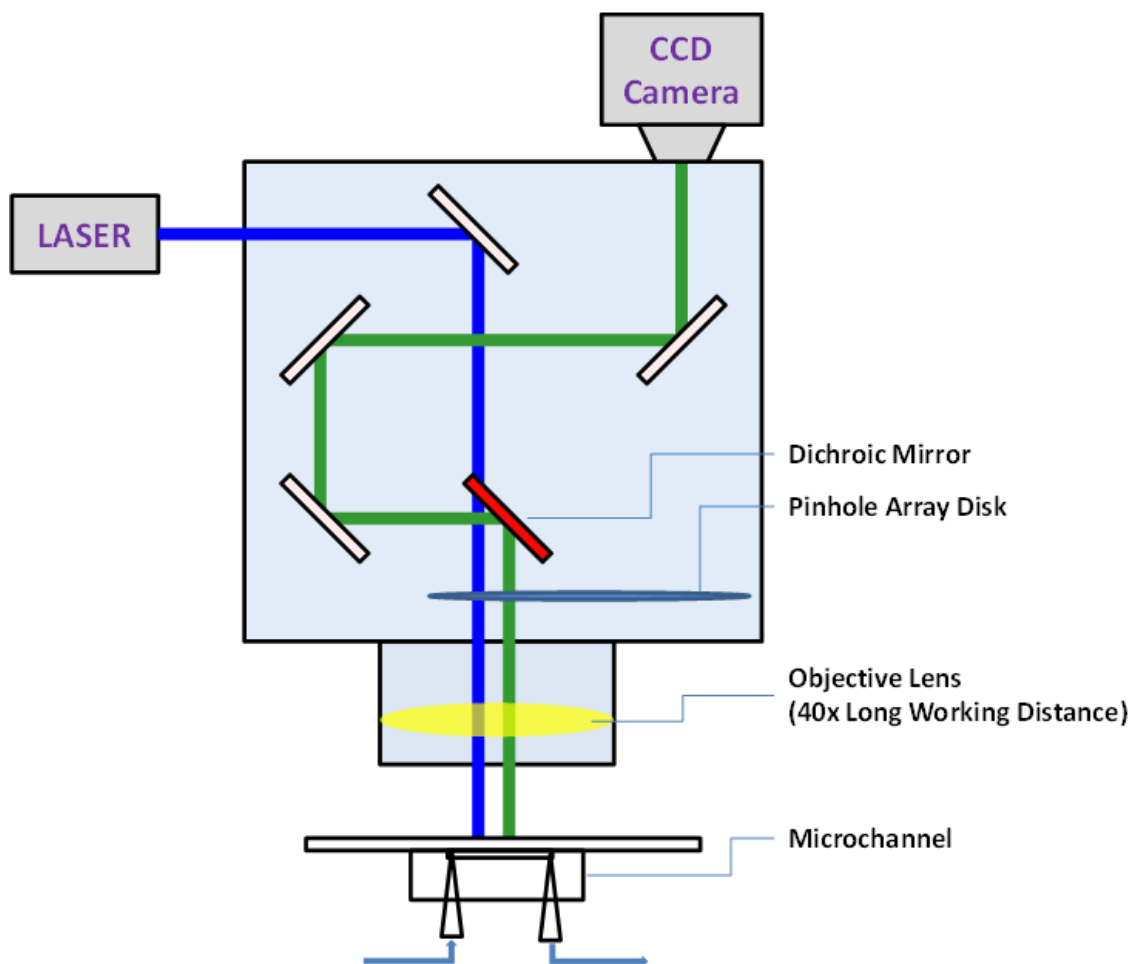 CCD
Camera
LASER
Dichroic Mirror
Pinhole Array Disk
Objective Lens
(40x Long Working Distance)
Microchannel